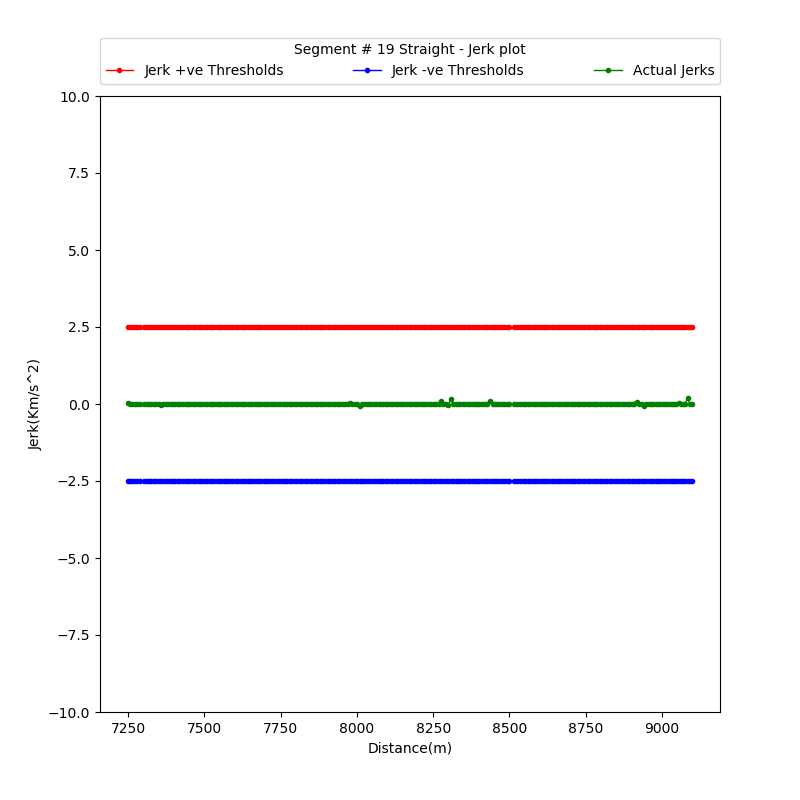 Segment # 19 Straight - Jerk plot
Jerk +ve Thresholds Jerk -ve Thresholds Actual Jerks
10.0
7.5
5.0
2.5
0.0
−2.5
−5.0
−7.5
−10.0
Jerk(Km/s^2)
7250 7500 7750 8000 8250 8500 8750 9000
Distance(m)